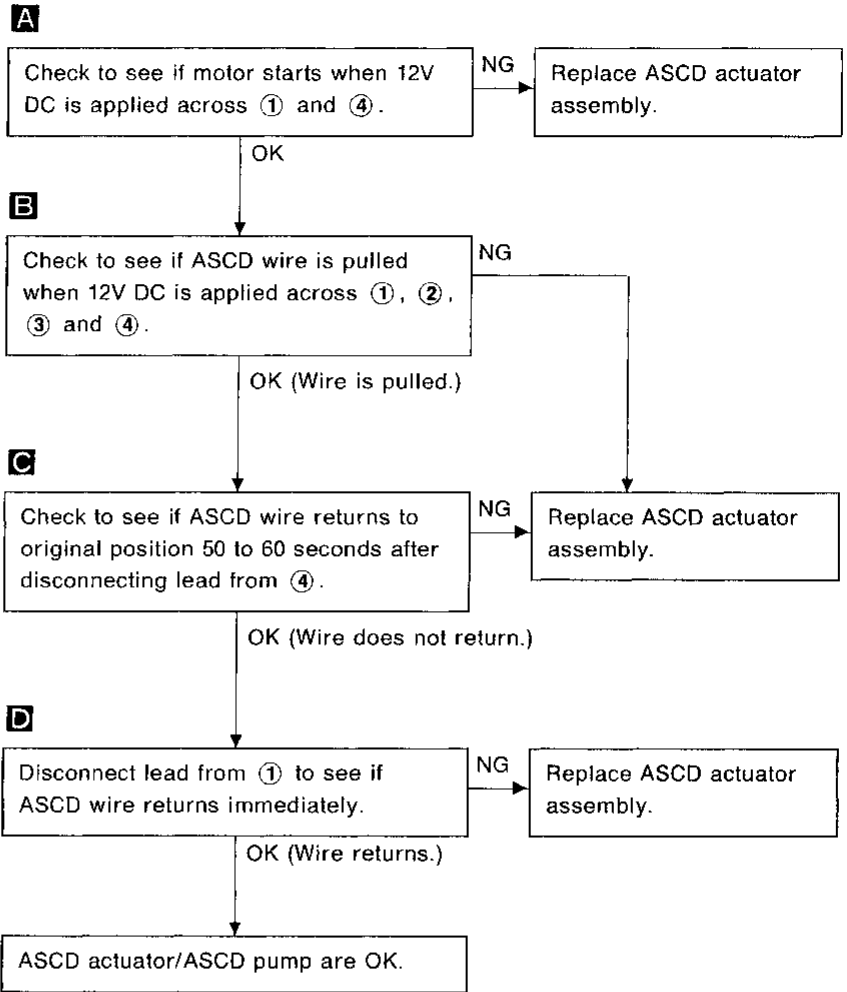 A
Check to see if motor starts when 12V
DC is applied across ① and ④.
NG
Replace ASCD actuator
assembly.
OK
B
Check to see if ASCD wire is pulled
when 12V DC is applied across ①, ②,
③ and ④.
NG
OK (Wire is pulled.)
C
Check to see if ASCD wire returns to
original position 50 to 60 seconds after
disconnecting lead from ④.
NG
Replace ASCD actuator
assembly.
OK (Wire does not return.)
D
Disconnect lead from ① to see if
ASCD wire returns immediately.
NG
Replace ASCD actuator
assembly.
OK (Wire returns.)
ASCD actuator/ASCD pump are OK.